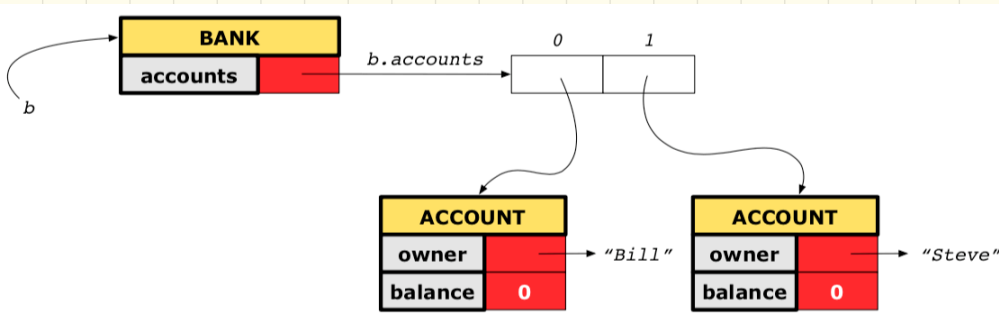 BANK
accounts
b.accounts
0 1
b
ACCOUNT
owner
"Bill"
balance
0
ACCOUNT
owner
“Steve”
balance
0